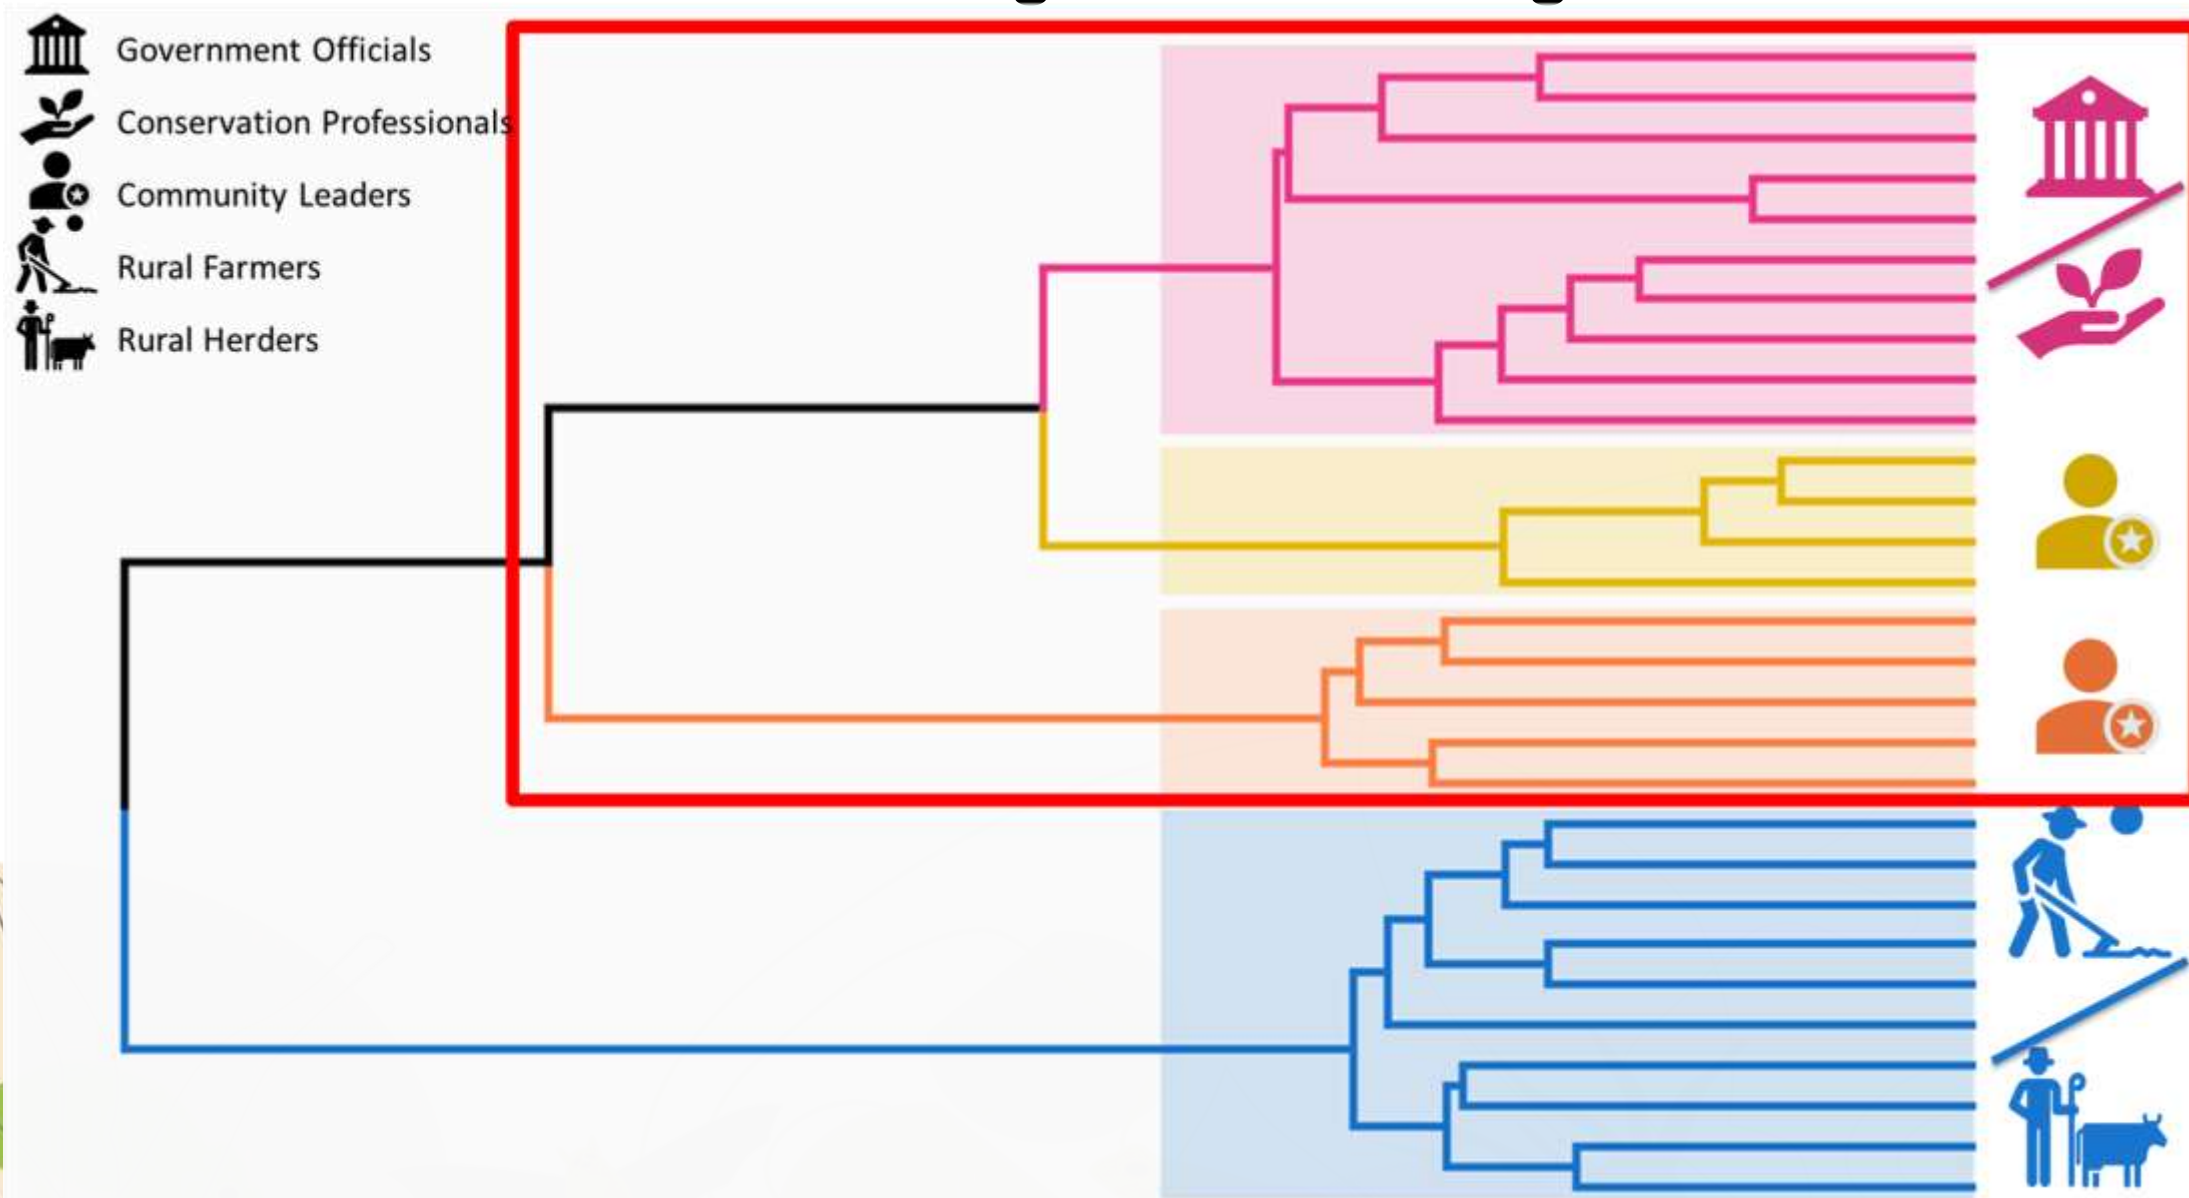 Government Officials
Conservation Professionals
Community Leaders
Rural Farmers
Rural Herders